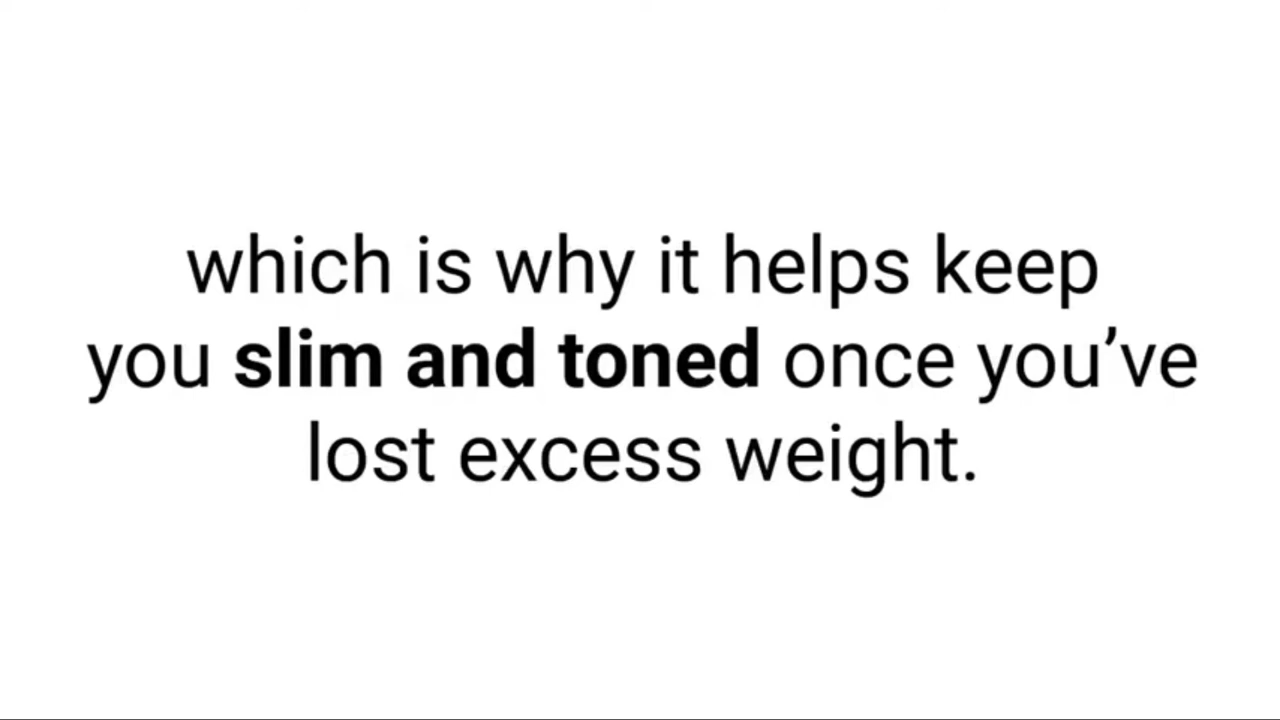 which is why it helps keep
you slim and toned once you’ve
lost excess weight.